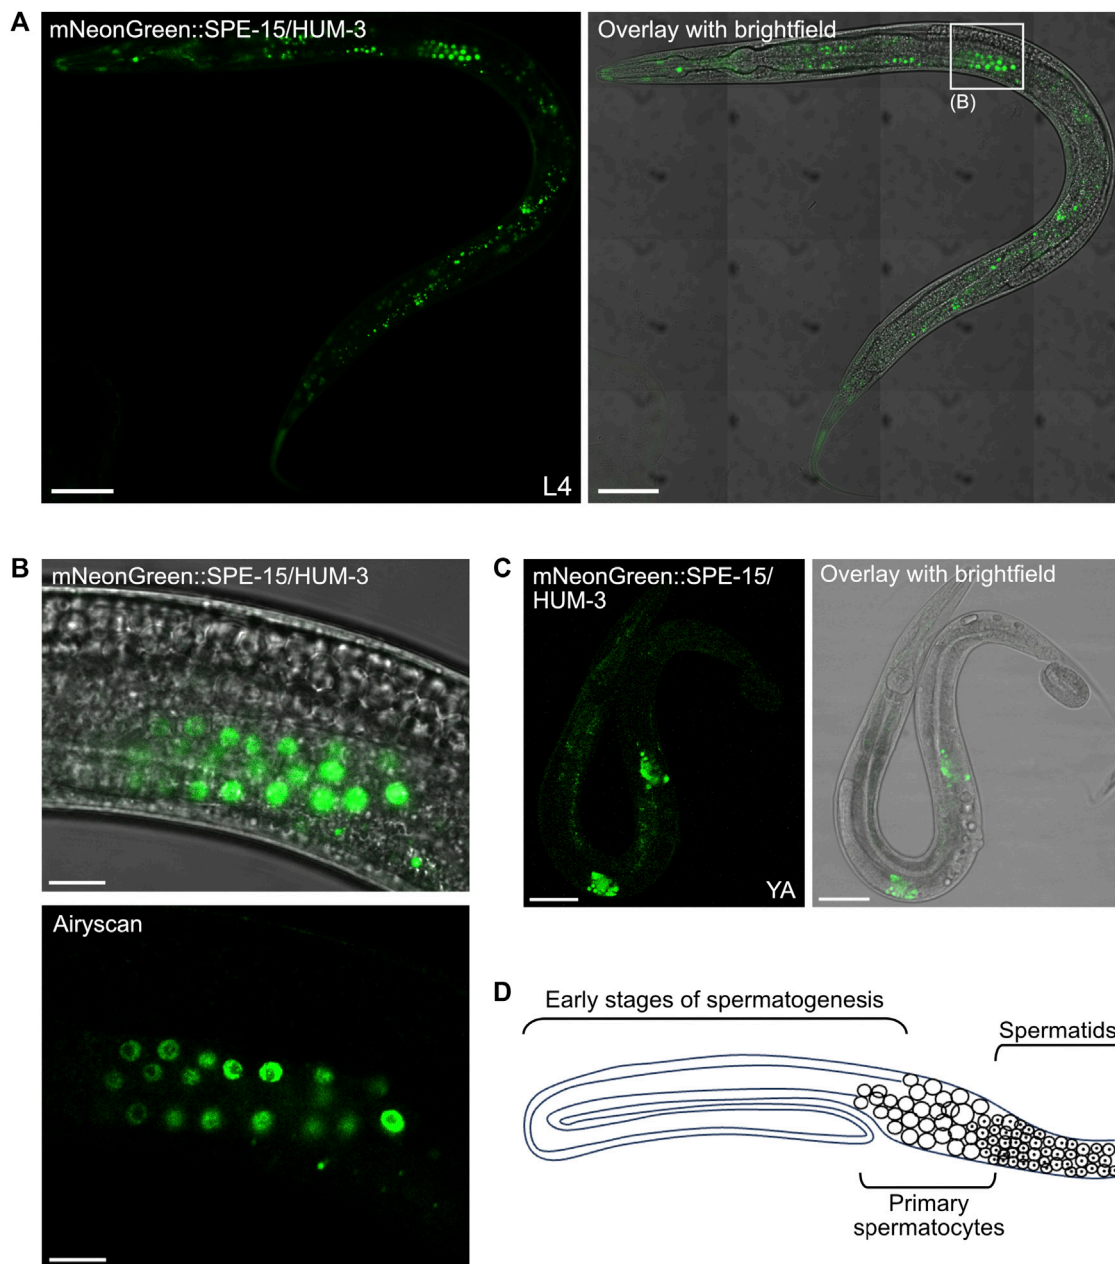 A
mNeonGreen::SPE-15/HUM-3
L4
Overlay with brightfield
(B)
B
mNeonGreen::SPE-15/HUM-3
Airyscan
C
mNeonGreen::SPE-15/
HUM-3
YA
Overlay with brightfield
D
Early stages of spermatogenesis
Spermatids
Primary
spermatocytes